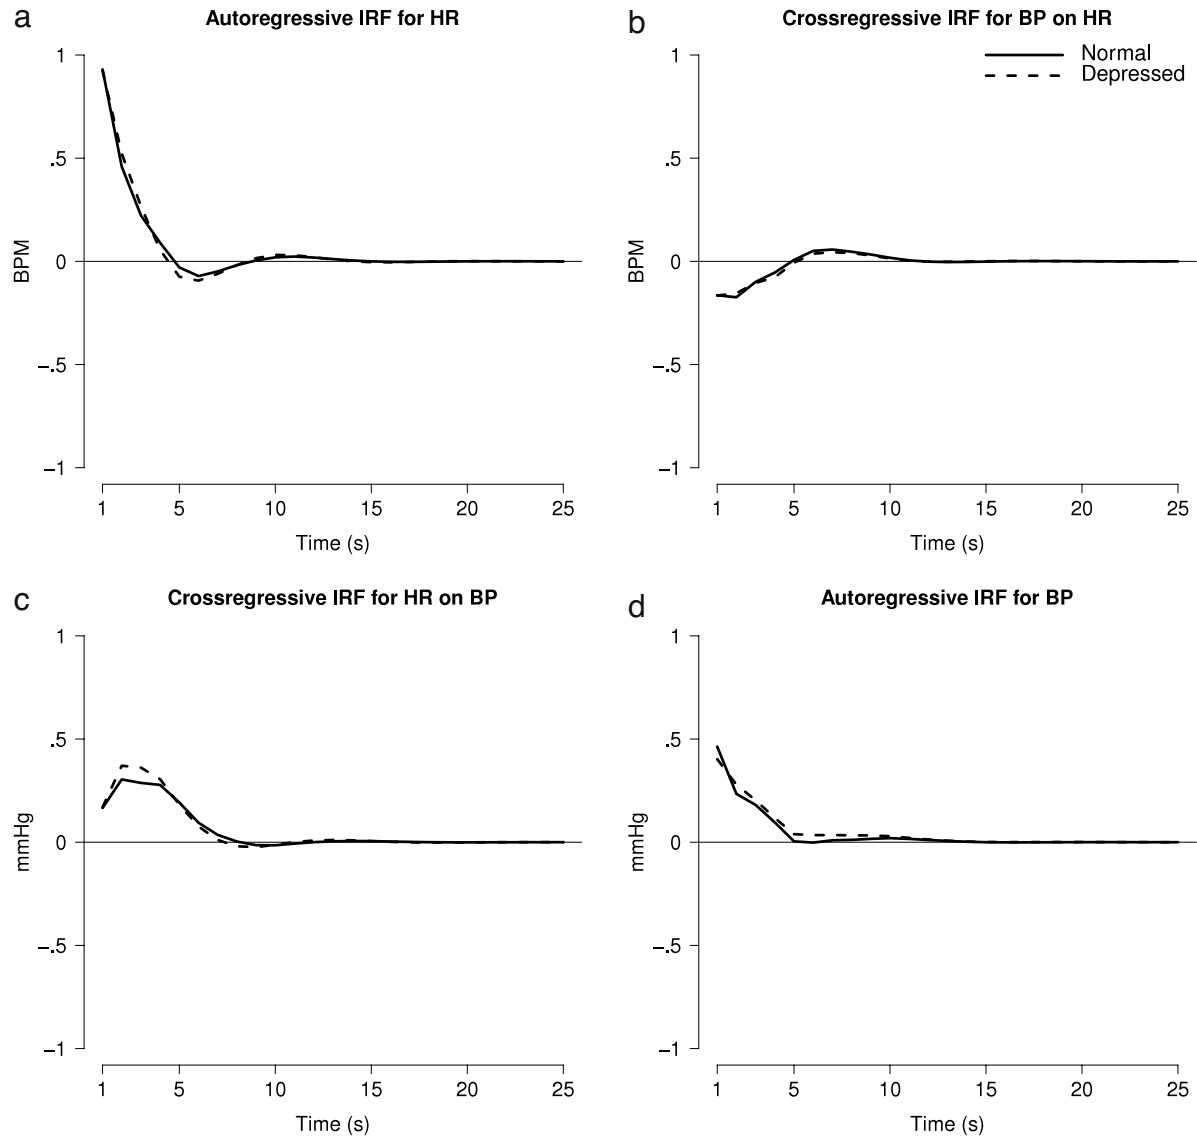 a
Autoregressive IRF for HR
1
.5
0
−.5
−1
BPM
1 5 10 15 20 25
Time (s)
b
Crossregressive IRF for BP on HR
Normal
Depressed
1
.5
0
−.5
−1
BPM
1 5 10 15 20 25
Time (s)
c
Crossregressive IRF for HR on BP
1
.5
0
−.5
−1
mmHg
1 5 10 15 20 25
Time (s)
d
Autoregressive IRF for BP
1
.5
0
−.5
−1
mmHg
1 5 10 15 20 25
Time (s)